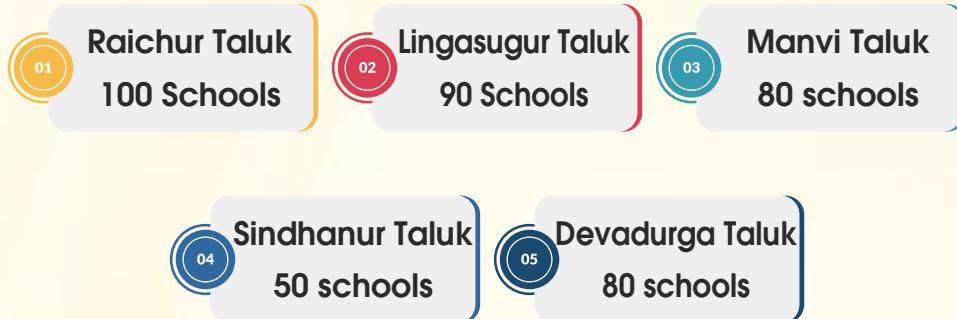 01
Raichur Taluk
100 Schools
02
Lingasugur Taluk
90 Schools
03
Manvi Taluk
80 schools
04
Sindhanur Taluk
50 schools
05
Devadurga Taluk
80 schools